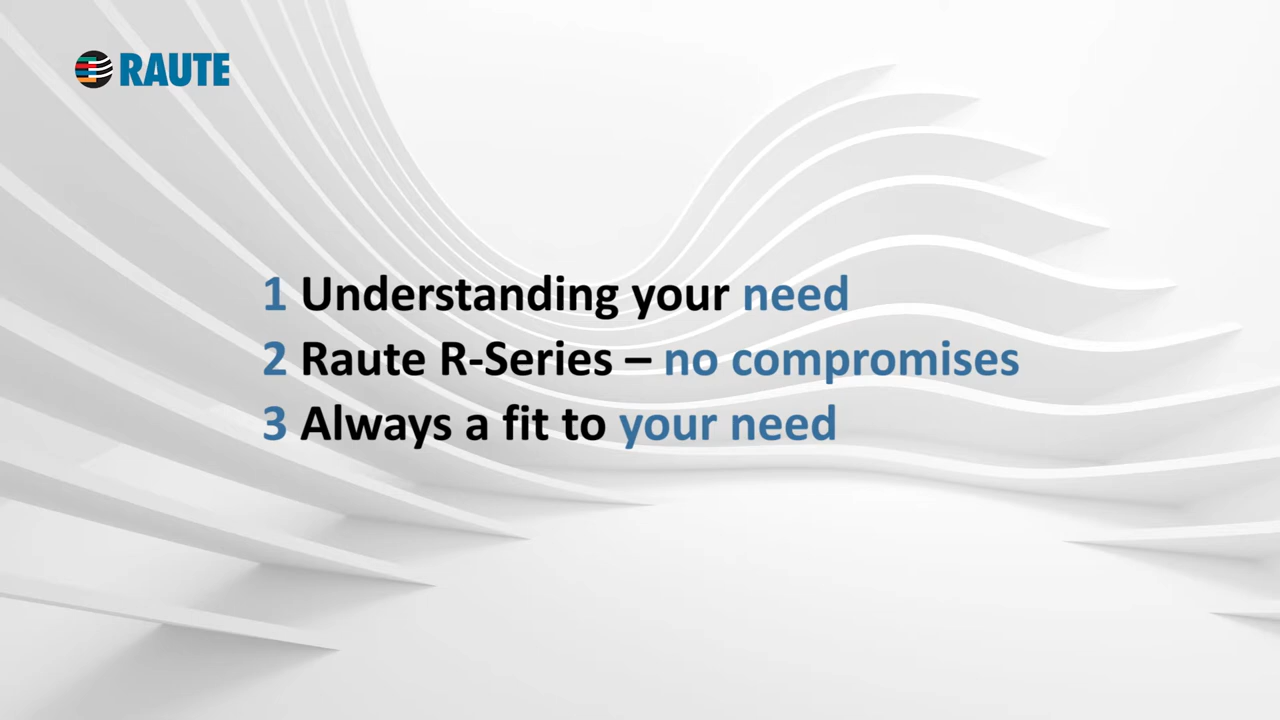 RAUTE
1 Understanding your need
2 Raute R-Series – no compromises
3 Always a fit to your need